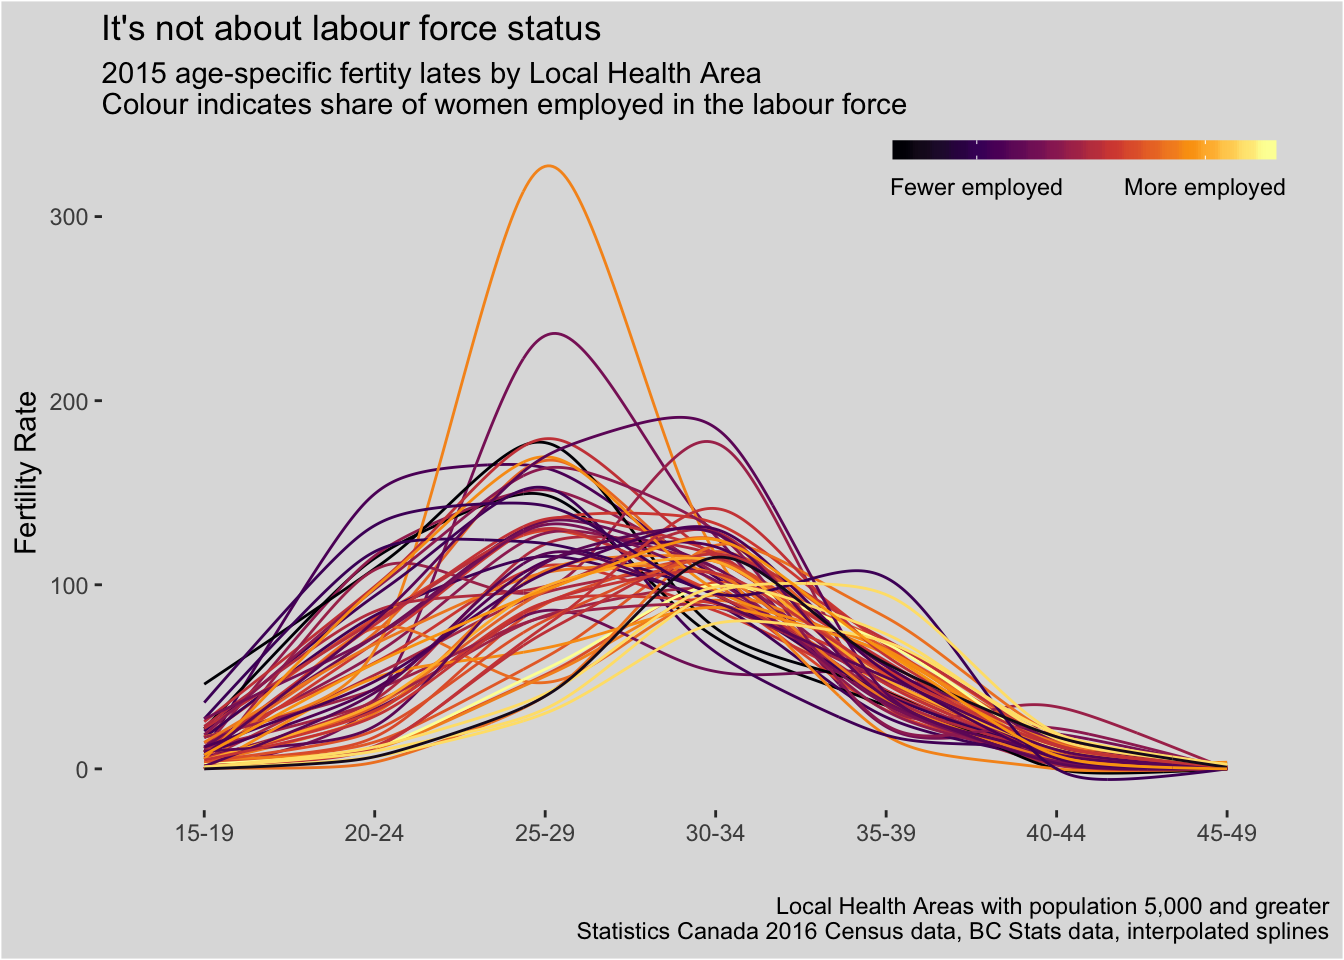 It's not about labour force status
2015 age-specific fertity lates by Local Health Area
Colour indicates share of women employed in the labour force
Fewer employed More employed
Fertility Rate
300
200
100
0
15-19 20-24 25-29 30-34 35-39 40-44 45-49
Local Health Areas with population 5,000 and greater
Statistics Canada 2016 Census data, BC Stats data, interpolated splines